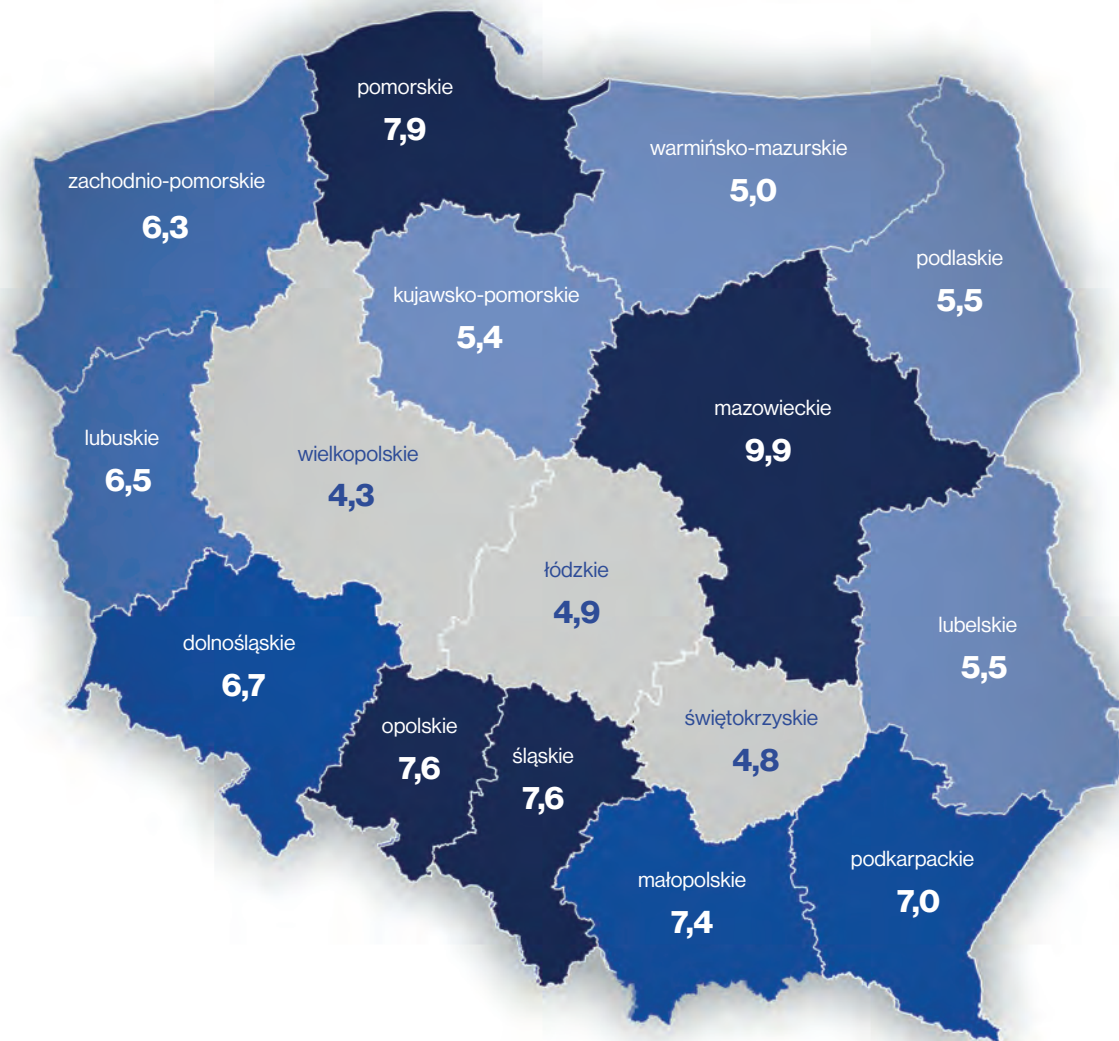 pomorskie
7,9
warmińsko-mazurskie
5,0
zachodnio-pomorskie
6,3
podlaskie
5,5
kujawsko-pomorskie
5,4
mazowieckie
9,9
lubuskie
6,5
wielkopolskie
4,3
łódzkie
4,9
lubelskie
5,5
dolnośląskie
6,7
świętokrzyskie
4,8
opolskie
7,6
śląskie
7,6
podkarpackie
7,0
małopolskie
7,4